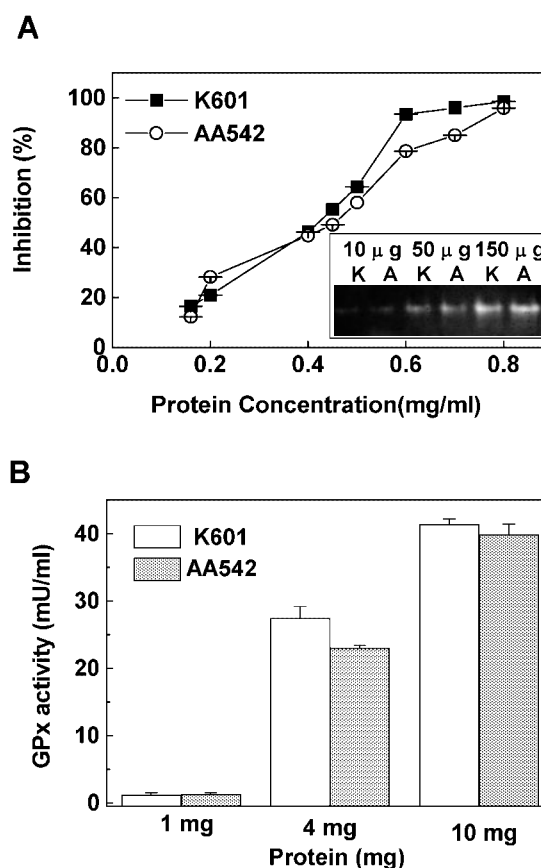 A
K601
AA542
100
80
60
40
20
0
Inhibition (%)
10 μ g 50 μ g 150 μ g
K A K A K A
0.0 0.2 0.4 0.6 0.8
Protein Concentration(mg/ml)
B
K601
AA542
40
30
20
10
0
GPx activity (mU/ml)
1 mg 4 mg 10 mg
Protein (mg)